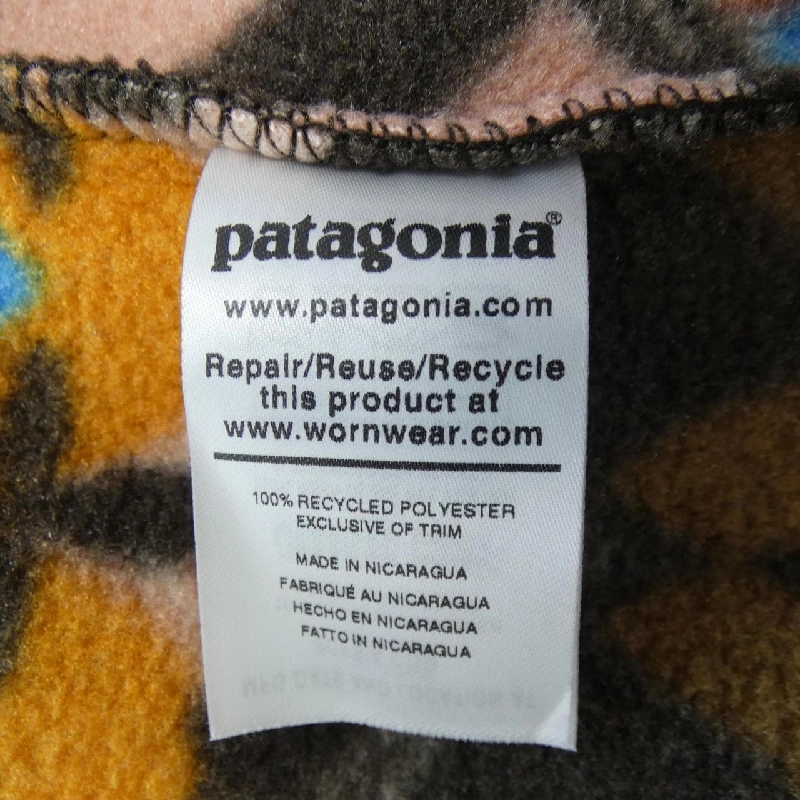 patagonia®
www.patagonia.com
Repair/Reuse/Recycle
this product at
www.wornwear.com
100% RECYCLED POLYESTER
EXCLUSIVE OF TRIM
MADE IN NICARAGUA
FABRIQUÉ AU NICARAGUA
HECHO EN NICARAGUA
FATTO IN NICARAGUA